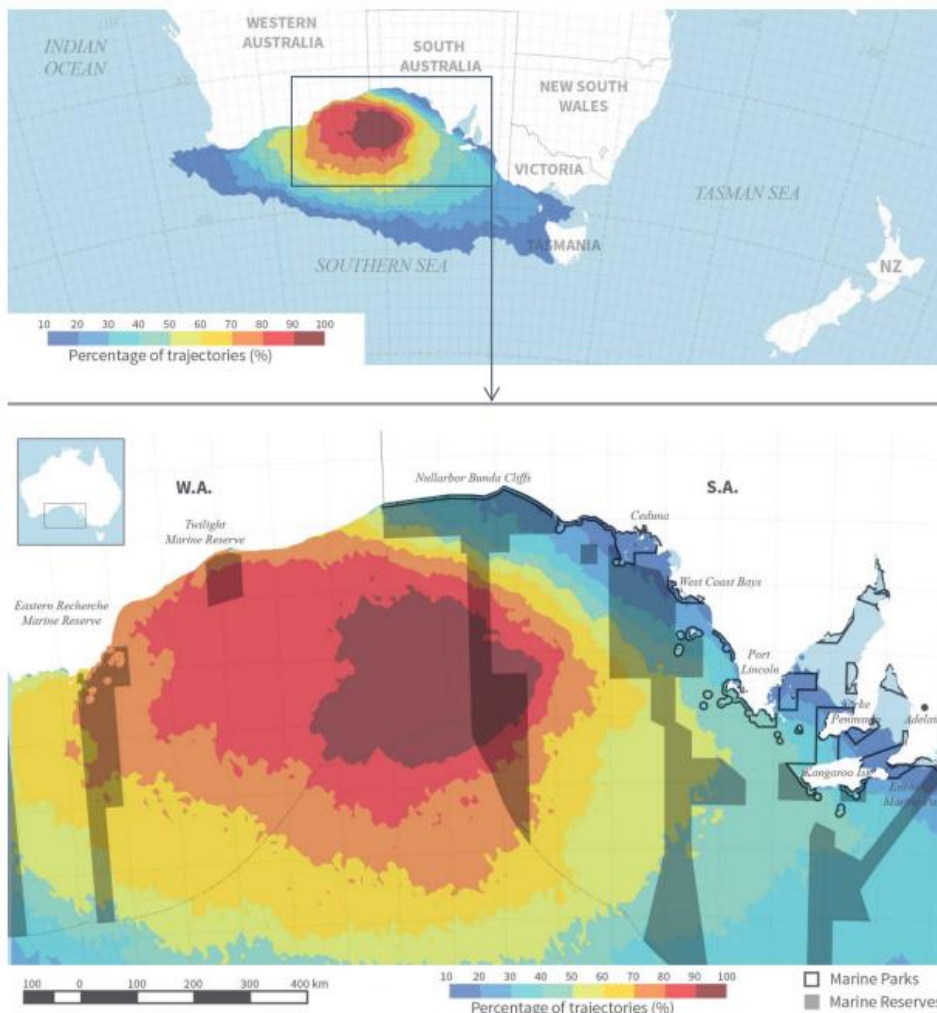 WESTERN
AUSTRALIA
INDIAN
OCEAN
SOUTH
AUSTRALIA
NEW SOUTH
WALES
VICTORIA
TASMAN SEA
TASMANIA
SOUTHERN SEA
NZ
10 20 30 40 50 60 70 80 90 100
Percentage of trajectories (%)
W.A.
Nullarbor Bunda Cliffs
S.A.
Twilight
Marine Reserve
Ceduna
Eastern Recherche
Marine Reserve
West Coast Bays
Port
Lincoln
Peninsula
Kangaroo Isl
100 0 100 200 300 400 km
10 20 30 40 50 60 70 80 90 100
Percentage of trajectories (%)
Marine Parks
Marine Reserves